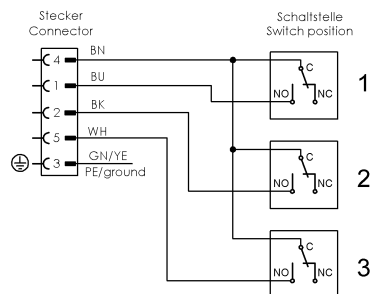 Stecker
Connector
Schaltstelle
Switch position
4 BN
1 BU
2 BK
5 WH
3 GN/YE
PE/ground
C
NO NC
1
C
NO NC
2
C
NO NC
3